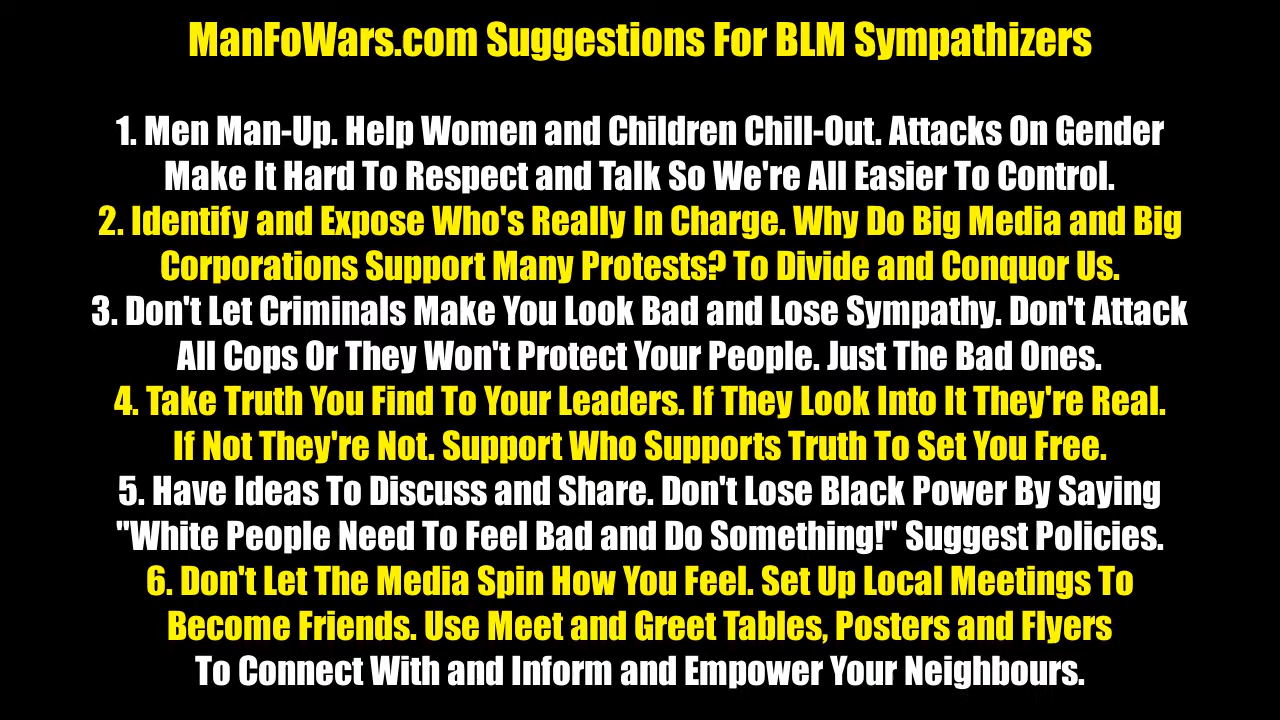 ManFoWars.com Suggestions For BLM Sympathizers
1. Men Man-Up. Help Women and Children Chill-Out. Attacks On Gender
Make It Hard To Respect and Talk So We're All Easier To Control.
2. Identify and Expose Who's Really In Charge. Why Do Big Media and Big
Corporations Support Many Protests? To Divide and Conquor Us.
3. Don't Let Criminals Make You Look Bad and Lose Sympathy. Don't Attack
All Cops Or They Won't Protect Your People. Just The Bad Ones.
4. Take Truth You Find To Your Leaders. If They Look Into It They're Real.
If Not They're Not. Support Who Supports Truth To Set You Free.
5. Have Ideas To Discuss and Share. Don't Lose Black Power By Saying
"White People Need To Feel Bad and Do Something!" Suggest Policies.
6. Don't Let The Media Spin How You Feel. Set Up Local Meetings To
Become Friends. Use Meet and Greet Tables, Posters and Flyers
To Connect With and Inform and Empower Your Neighbours.